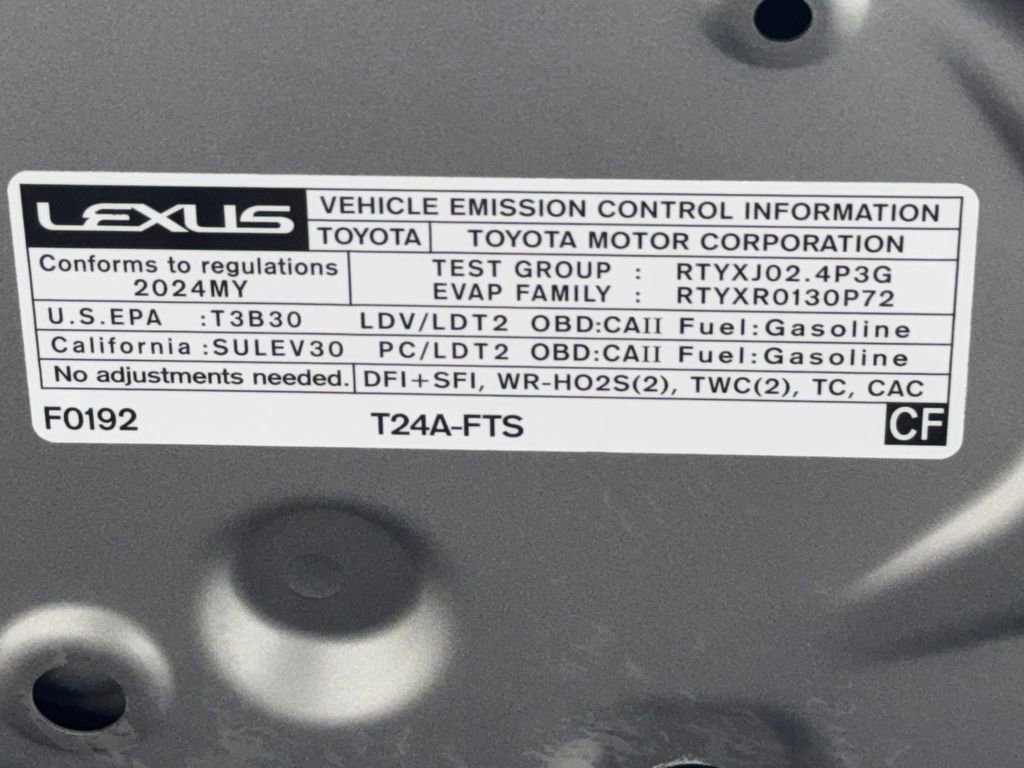 LEXUS VEHICLE EMISSION CONTROL INFORMATION
TOYOTA TOYOTA MOTOR CORPORATION
Conforms to regulations TEST GROUP : RTYXJ02.4P3G
2024MY EVAP FAMILY : RTYXR0130P72
U.S.EPA :T3B30 LDV/LDT2 OBD:CAII Fuel:Gasoline
California :SULEV30 PC/LDT2 OBD:CAII Fuel:Gasoline
No adjustments needed. DFI+SFI, WR-HO2S(2), TWC(2), TC, CAC
F0192 T24A-FTS CF